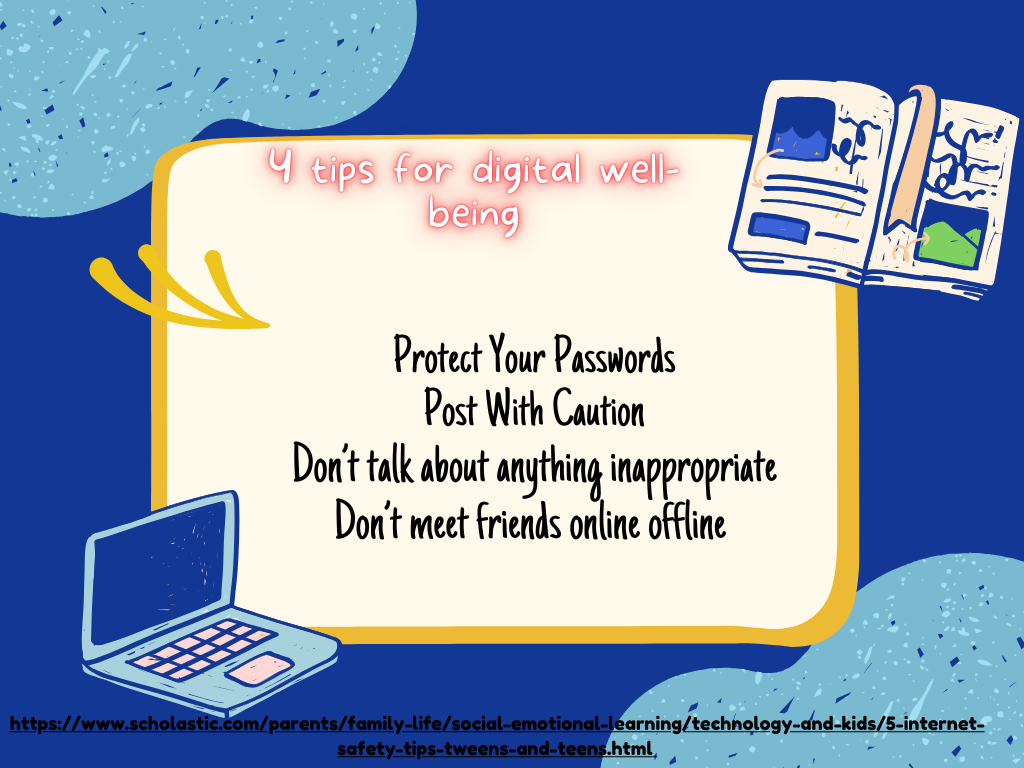 4 tips for digital well-
being
Protect Your Passwords
Post With Caution
Don't talk about anything inappropriate
Don't meet friends online offline
https://www.scholastic.com/parents/family-life/social-emotional-learning/technology-and-kids/5-internet-
safety-tips-tweens-and-teens.html